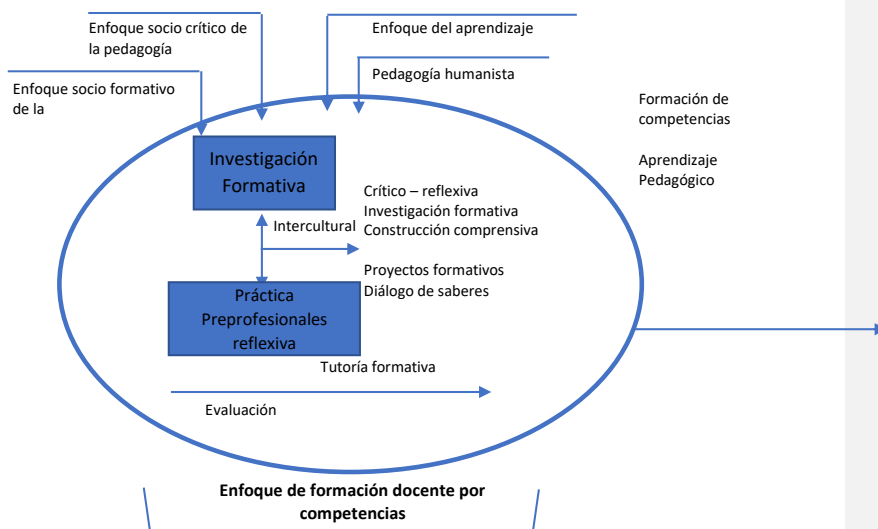 Enfoque socio crítico de
la pedagogía
Enfoque del aprendizaje
Enfoque socio formativo
de la
Pedagogía humanista
Formación de
competencias
Aprendizaje
Pedagógico
Investigación
Formativa
Crítico – reflexiva
Investigación formativa
Construcción comprensiva
Intercultural
Proyectos formativos
Diálogo de saberes
Práctica
Preprofesionales
reflexiva
Tutoría formativa
Evaluación
Enfoque de formación docente por
competencias